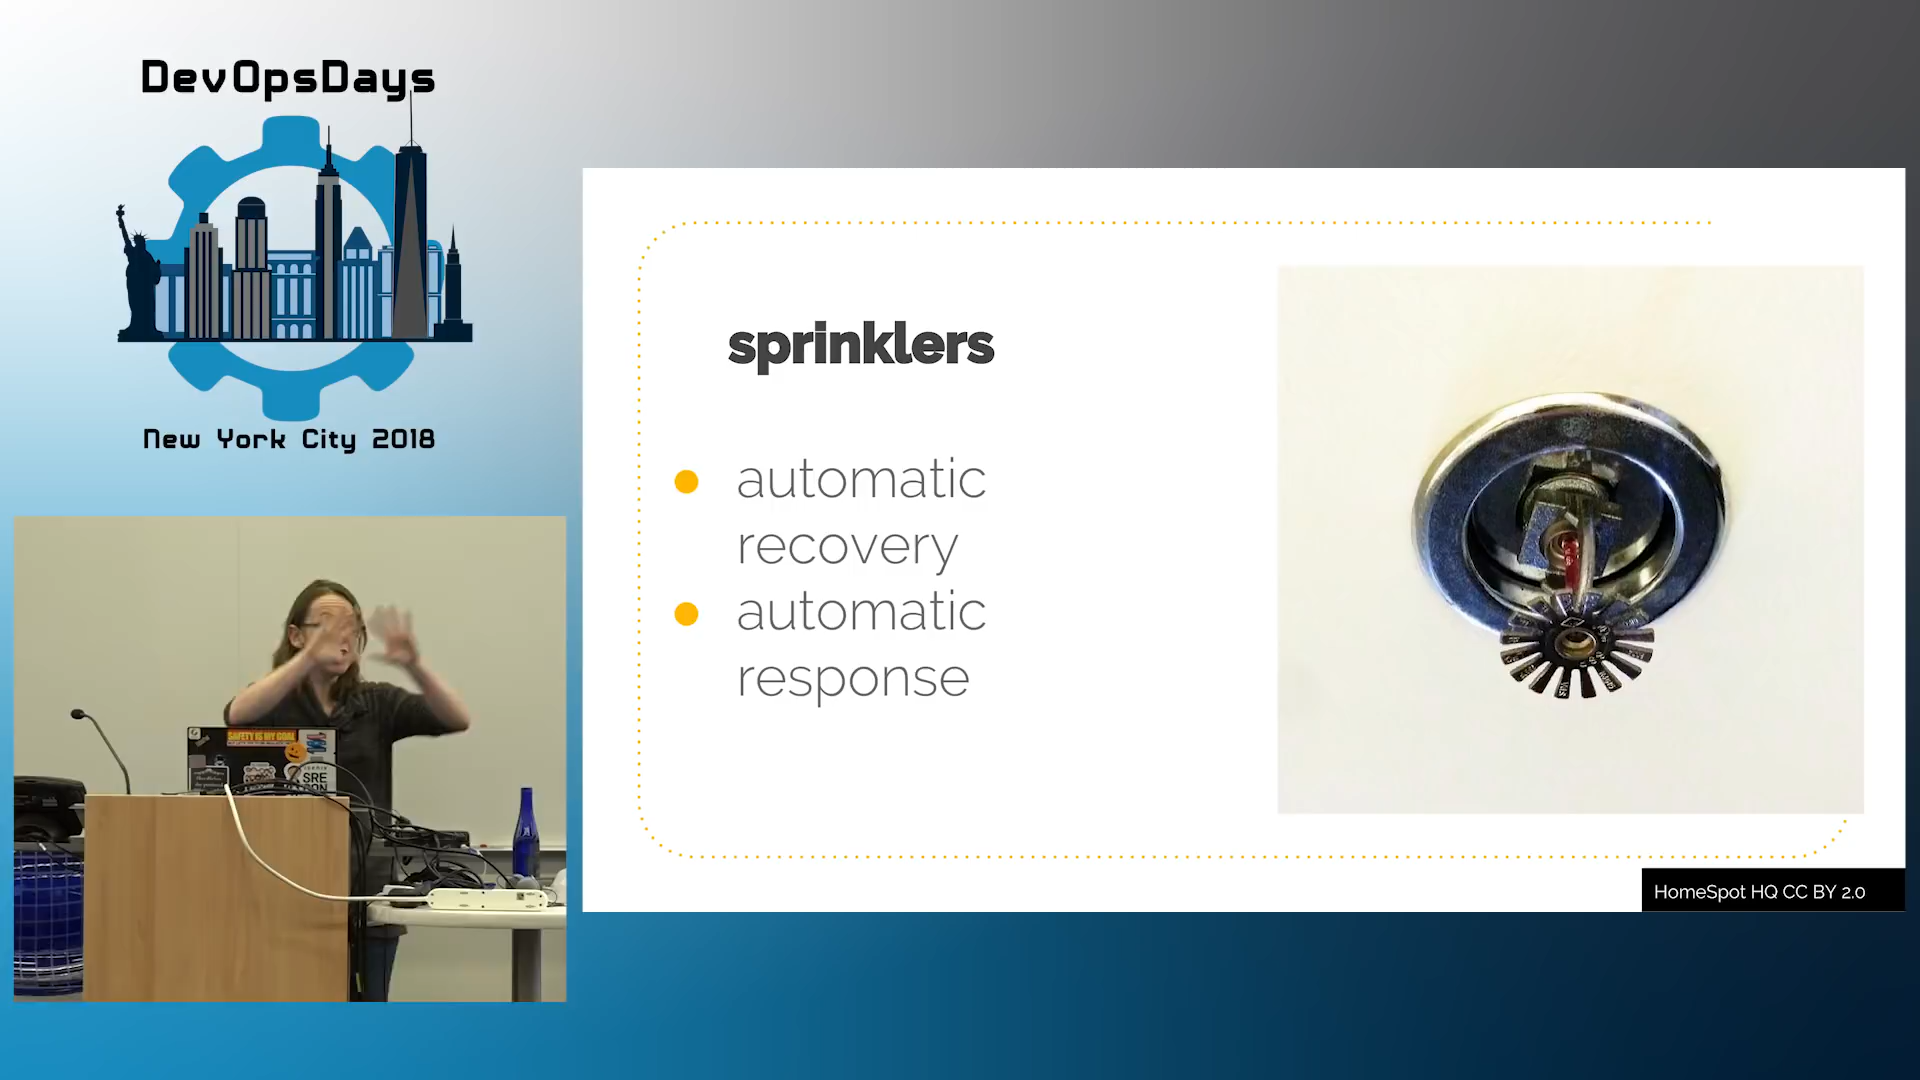 DevOpsDays
New York City 2018
sprinklers
automatic
recovery
automatic
response
HomeSpot HQ CC BY 2.0
SAFETY IS MY GOAL
SRE